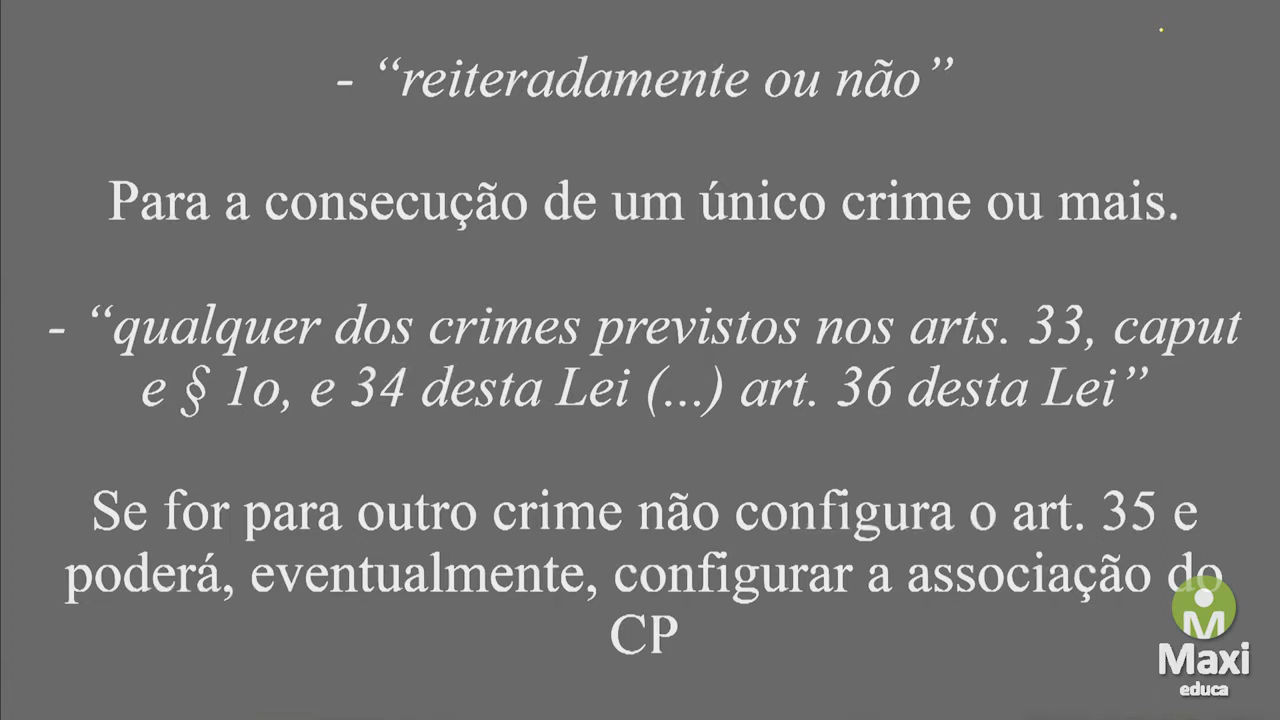 - “reiteradamente ou não”
Para a consecução de um único crime ou mais.
- “qualquer dos crimes previstos nos arts. 33, caput
e § 1o, e 34 desta Lei (...) art. 36 desta Lei”
Se for para outro crime não configura o art. 35 e
poderá, eventualmente, configurar a associação do
CP
M
Maxi
educa